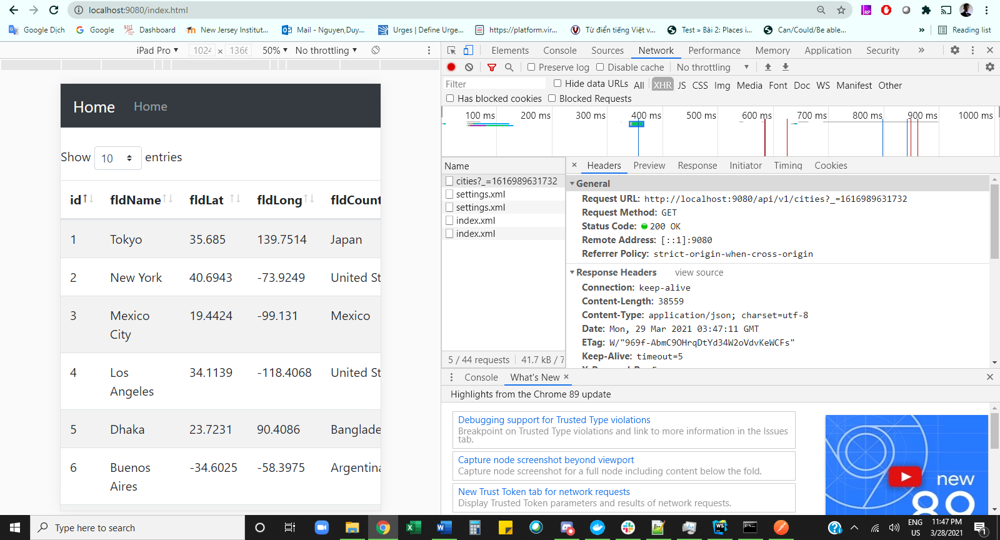 localhost:9080/index.html
Google Dịch Google Dashboard New Jersey Institut... Mail - Nguyen,Duy... Urges | Define Urge... https://platform.vir... Từ điển tiếng Việt v... Test » Bài 2: Places i... Can/Could/Be able... » Reading list
iPad Pro 1024 x 1366 50% No throttling
Elements Console Sources Network Performance Memory Application Security »
Preserve log Disable cache No throttling
Filter Hide data URLs All XHR JS CSS Img Media Font Doc WS Manifest Other
Has blocked cookies Blocked Requests
100 ms 200 ms 300 ms 400 ms 500 ms 600 ms 700 ms 800 ms 900 ms 1000 ms
Home Home
Show 10 entries
id fldName fldLat fldLong fldCount
1 Tokyo 35.685 139.7514 Japan
2 New York 40.6943 -73.9249 United St
3 Mexico City 19.4424 -99.131 Mexico
4 Los Angeles 34.1139 -118.4068 United St
5 Dhaka 23.7231 90.4086 Banglade
6 Buenos Aires -34.6025 -58.3975 Argentina
Name
cities?_=1616989631732
settings.xml
settings.xml
index.xml
index.xml
5 / 44 requests 41.7 kB / 7
× Headers Preview Response Initiator Timing Cookies
General
Request URL: http://localhost:9080/api/v1/cities?_=1616989631732
Request Method: GET
Status Code: 200 OK
Remote Address: [::1]:9080
Referrer Policy: strict-origin-when-cross-origin
Response Headers view source
Connection: keep-alive
Content-Length: 38559
Content-Type: application/json; charset=utf-8
Date: Mon, 29 Mar 2021 03:47:11 GMT
ETag: W/"969f-AbmC9OHrqDtYd34W2oVdvKeWCFs"
Keep-Alive: timeout=5
Console What's New ×
Highlights from the Chrome 89 update
Debugging support for Trusted Type violations
Breakpoint on Trusted Type violations and link to more information in the Issues
tab.
Capture node screenshot beyond viewport
Capture node screenshot for a full node including content below the fold.
New Trust Token tab for network requests
Display Trusted Token parameters and results of network requests.
new
89
Type here to search
ENG
US
11:47 PM
3/28/2021
1